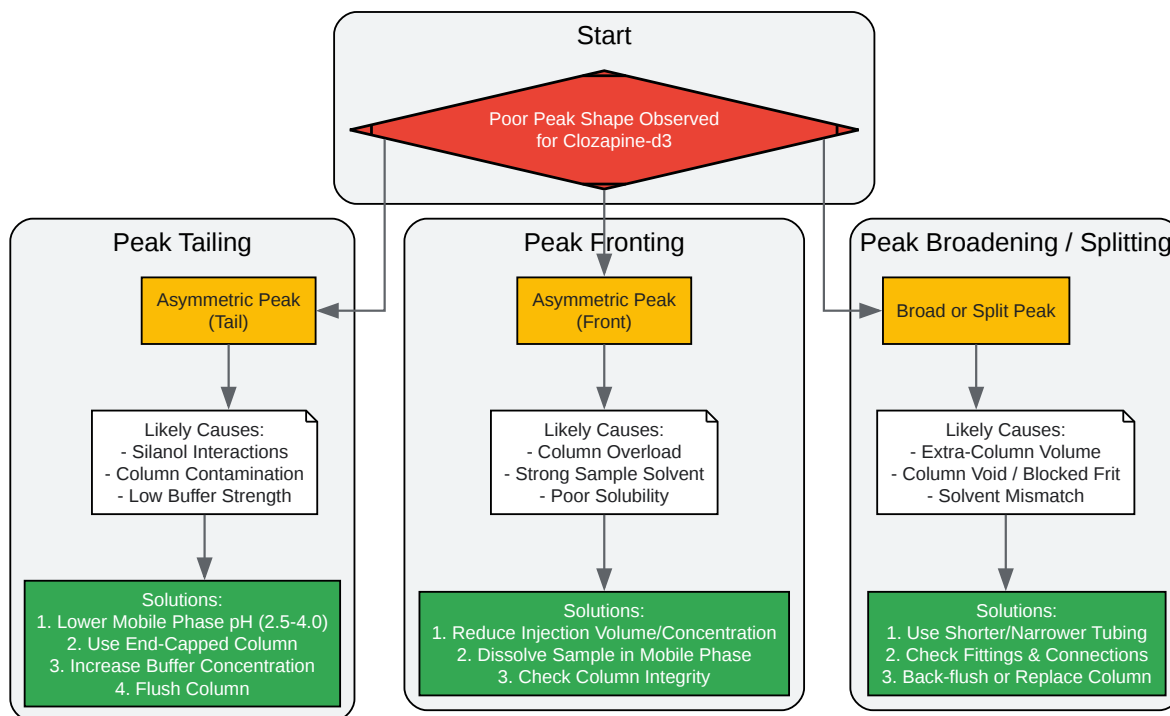 Start
Poor Peak Shape Observed
for Clozapine-d3
Peak Tailing
Asymmetric Peak
(Tail)
Likely Causes:
- Silanol Interactions
- Column Contamination
- Low Buffer Strength
Solutions:
1. Lower Mobile Phase pH (2.5-4.0)
2. Use End-Capped Column
3. Increase Buffer Concentration
4. Flush Column
Peak Fronting
Asymmetric Peak
(Front)
Likely Causes:
- Column Overload
- Strong Sample Solvent
- Poor Solubility
Solutions:
1. Reduce Injection Volume/Concentration
2. Dissolve Sample in Mobile Phase
3. Check Column Integrity
Peak Broadening / Splitting
Broad or Split Peak
Likely Causes:
- Extra-Column Volume
- Column Void / Blocked Frit
- Solvent Mismatch
Solutions:
1. Use Shorter/Narrower Tubing
2. Check Fittings & Connections
3. Back-flush or Replace Column